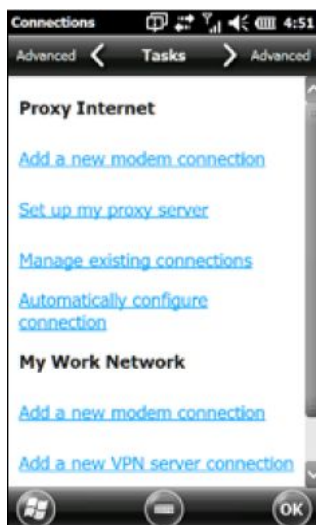 Connections 4:51
Advanced Tasks Advanced
Proxy Internet
Add a new modem connection
Set up my proxy server
Manage existing connections
Automatically configure
connection
My Work Network
Add a new modem connection
Add a new VPN server connection
OK